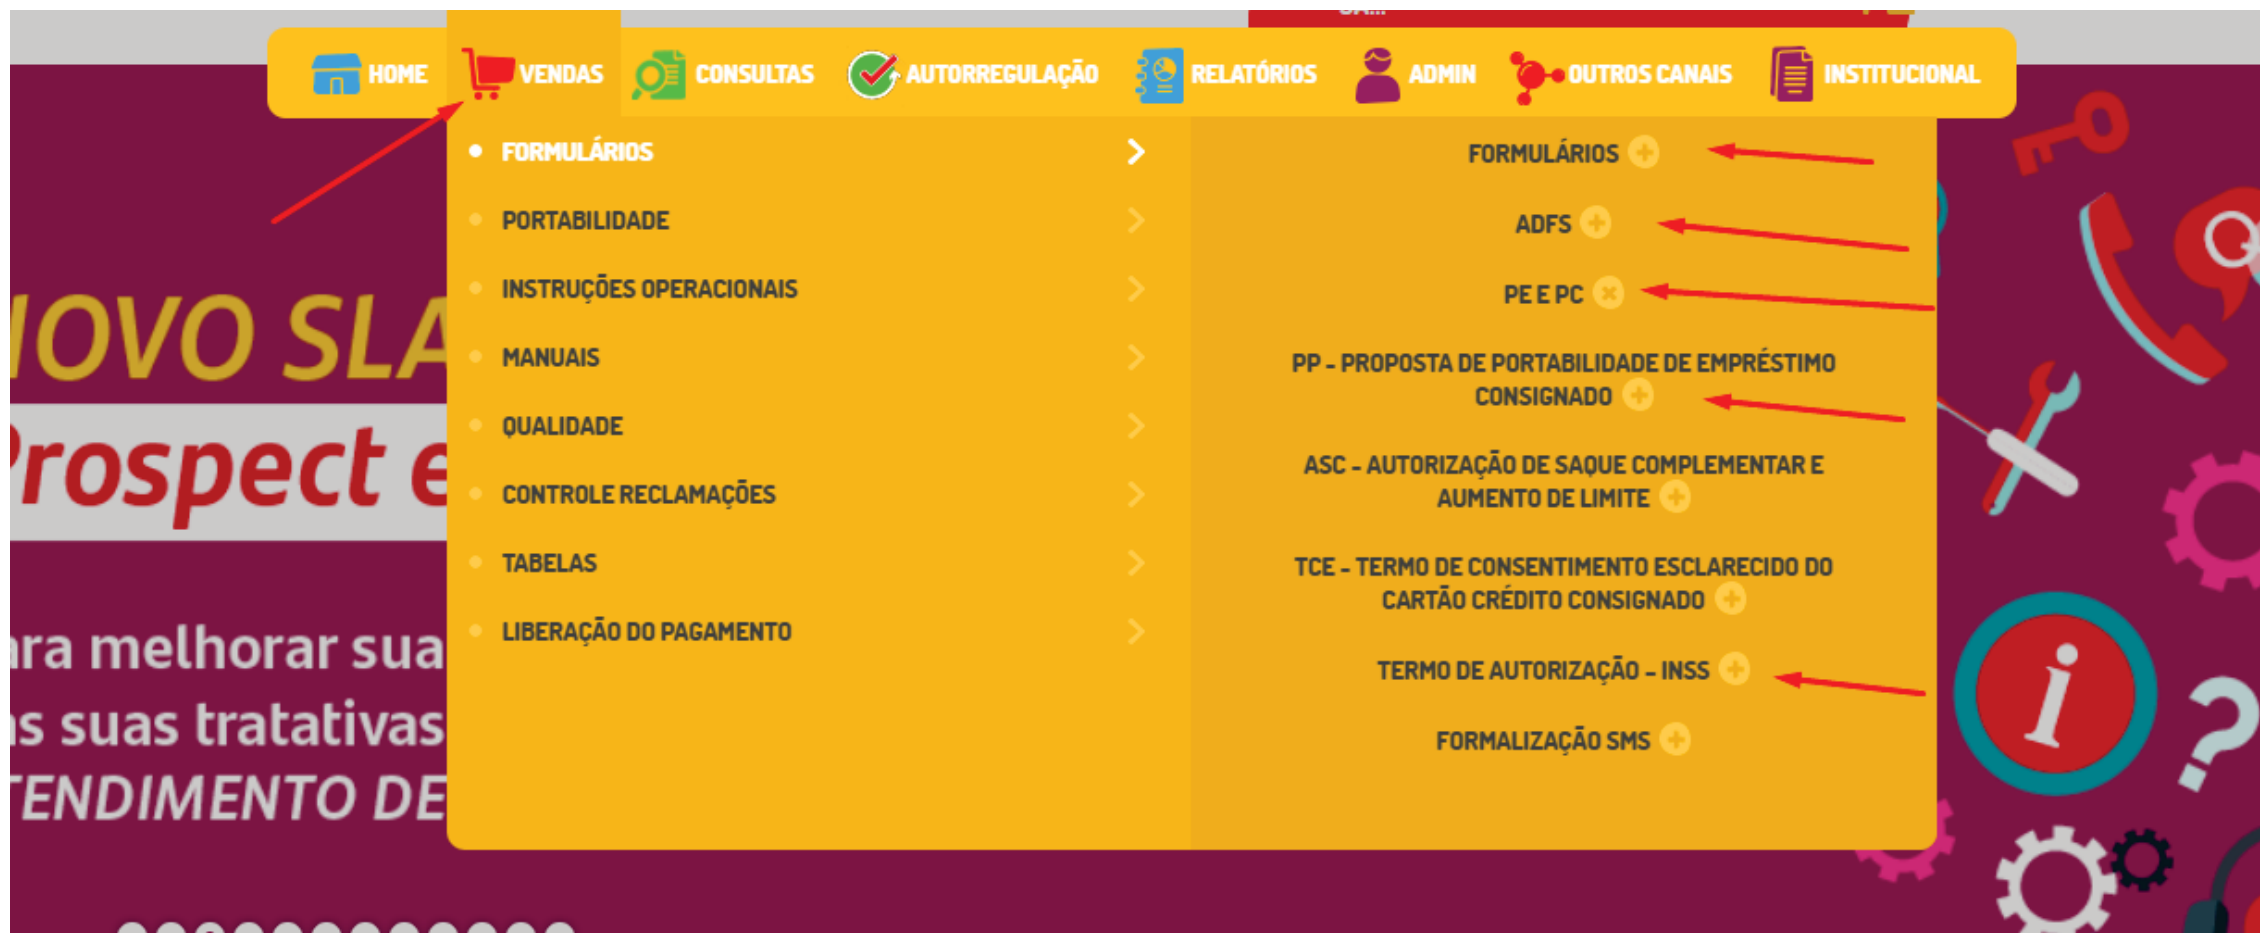 HOME
VENDAS
CONSULTAS
AUTORREGULAÇÃO
RELATÓRIOS
ADMIN
OUTROS CANAIS
INSTITUCIONAL
FORMULÁRIOS
PORTABILIDADE
INSTRUÇÕES OPERACIONAIS
MANUAIS
QUALIDADE
CONTROLE RECLAMAÇÕES
TABELAS
LIBERAÇÃO DO PAGAMENTO
FORMULÁRIOS
ADFS
PE E PC
PP - PROPOSTA DE PORTABILIDADE DE EMPRÉSTIMO
CONSIGNADO
ASC - AUTORIZAÇÃO DE SAQUE COMPLEMENTAR E
AUMENTO DE LIMITE
TCE - TERMO DE CONSENTIMENTO ESCLARECIDO DO
CARTÃO CRÉDITO CONSIGNADO
TERMO DE AUTORIZAÇÃO - INSS
FORMALIZAÇÃO SMS
OVO SLA
rospect e
ra melhorar sua
s suas tratativas
TENDIMENTO DE
i
?